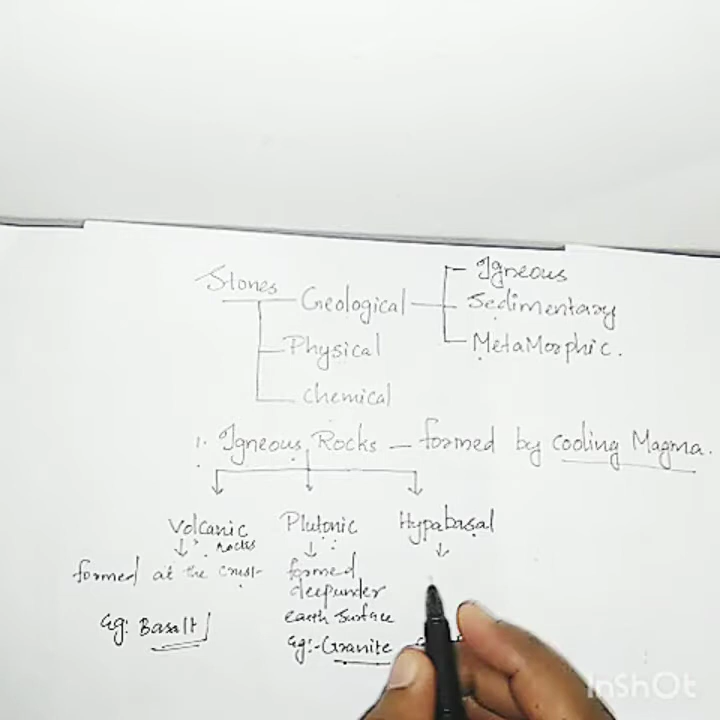 Stones
Geological
Igneous
Sedimentary
MetaMorphic.
Physical
chemical
1. Igneous Rocks – formed by cooling Magma.
Volcanic rocks
Plutonic
Hypabasal
formed at the crust
Eg: Basalt
formed
deepunder
earth surface
Eg:- Granite
InShOt